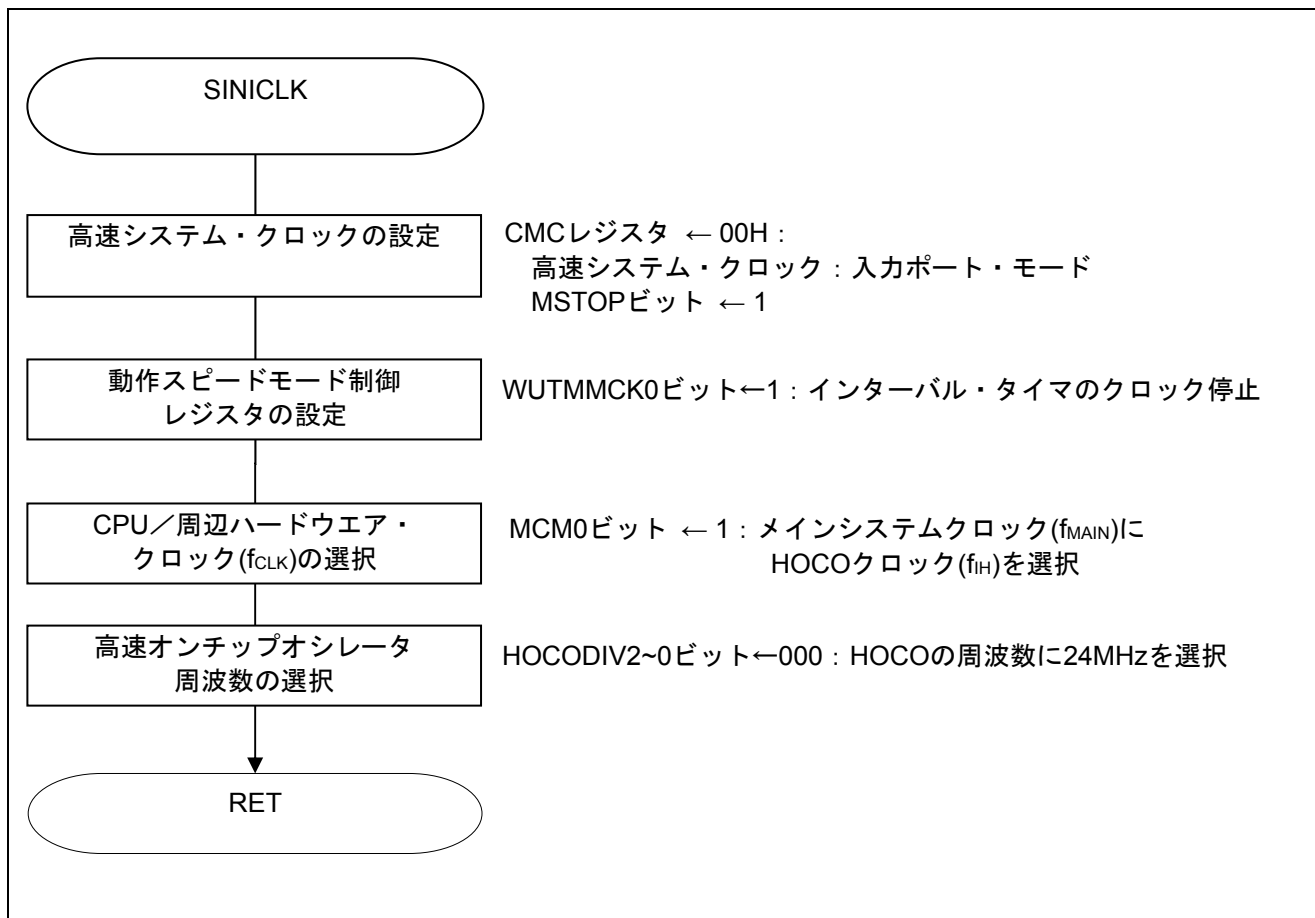 SINICLK
高速システム・クロックの設定
CMCレジスタ ← 00H：
高速システム・クロック：入力ポート・モード
MSTOPビット ← 1
動作スピードモード制御
レジスタの設定
WUTMMCK0ビット←1：インターバル・タイマのクロック停止
CPU／周辺ハードウエア・
クロック(fCLK)の選択
MCM0ビット ← 1：メインシステムクロック(fMAIN)に
HOCOクロック(fIH)を選択
高速オンチップオシレータ
周波数の選択
HOCODIV2~0ビット←000：HOCOの周波数に24MHzを選択
RET